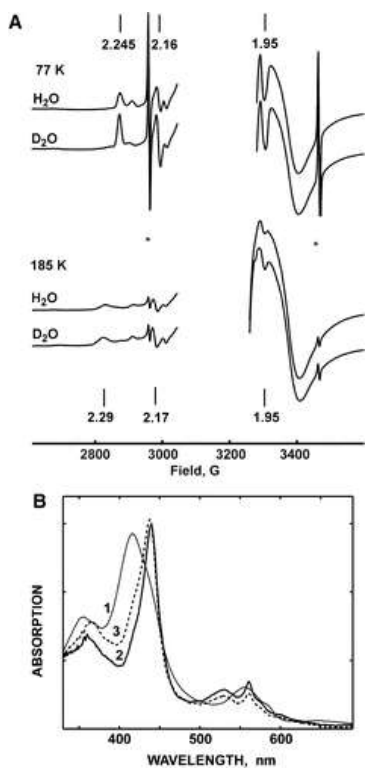 A
2.245 2.16 1.95
77 K
H₂O
D₂O
*
*
185 K
H₂O
D₂O
2.29 2.17 1.95
2800 3000 3200 3400
Field, G
B
ABSORPTION
1
3
2
400 500 600
WAVELENGTH, nm